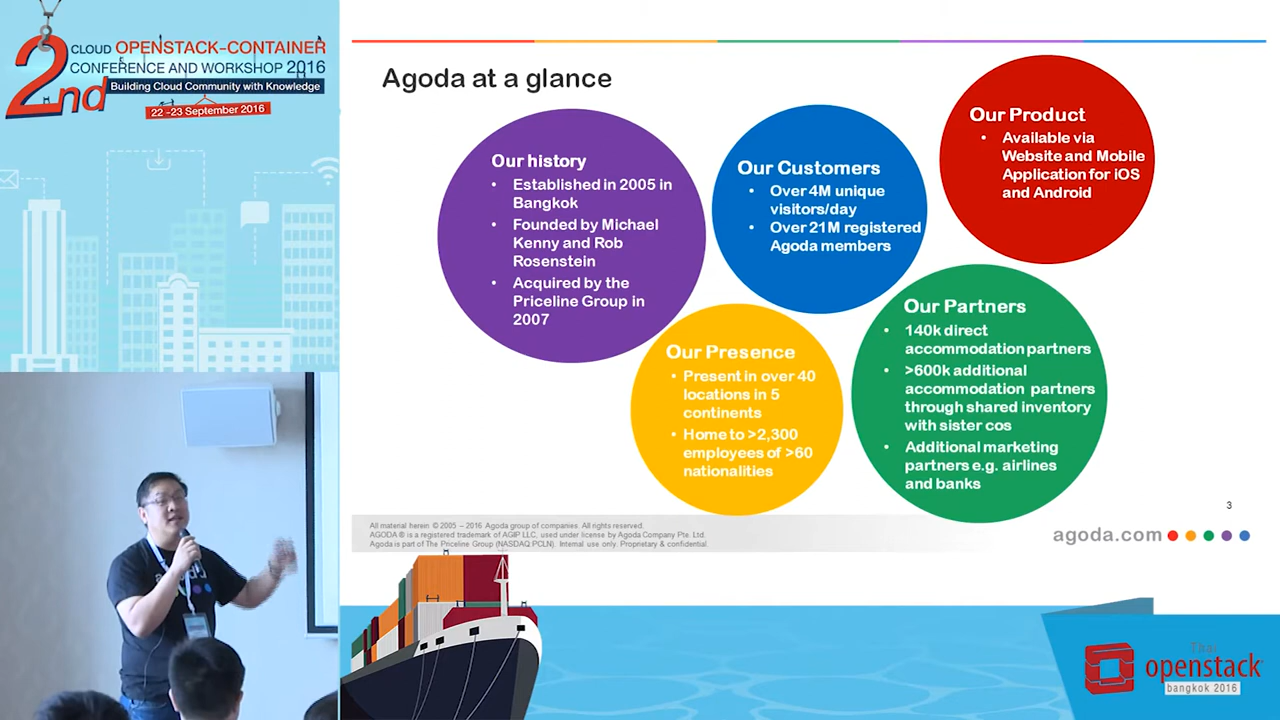 2nd
CLOUD OPENSTACK-CONTAINER
CONFERENCE AND WORKSHOP 2016
Building Cloud Community with Knowledge
22 -23 September 2016
Agoda at a glance
Our history
• Established in 2005 in
Bangkok
• Founded by Michael
Kenny and Rob
Rosenstein
• Acquired by the
Priceline Group in
2007
Our Customers
• Over 4M unique
visitors/day
• Over 21M registered
Agoda members
Our Product
• Available via
Website and Mobile
Application for iOS
and Android
Our Presence
• Present in over 40
locations in 5
continents
• Home to >2,300
employees of >60
nationalities
Our Partners
• 140k direct
accommodation partners
• >600k additional
accommodation partners
through shared inventory
with sister cos
• Additional marketing
partners e.g. airlines
and banks
3
All material herein © 2005 – 2016 Agoda group of companies. All rights reserved.
AGODA ® is a registered trademark of AGIP LLC, used under license by Agoda Company Pte. Ltd.
Agoda is part of The Priceline Group (NASDAQ:PCLN). Internal use only. Proprietary & confidential.
agoda.com
agoda
Thai
openstack
bangkok 2016